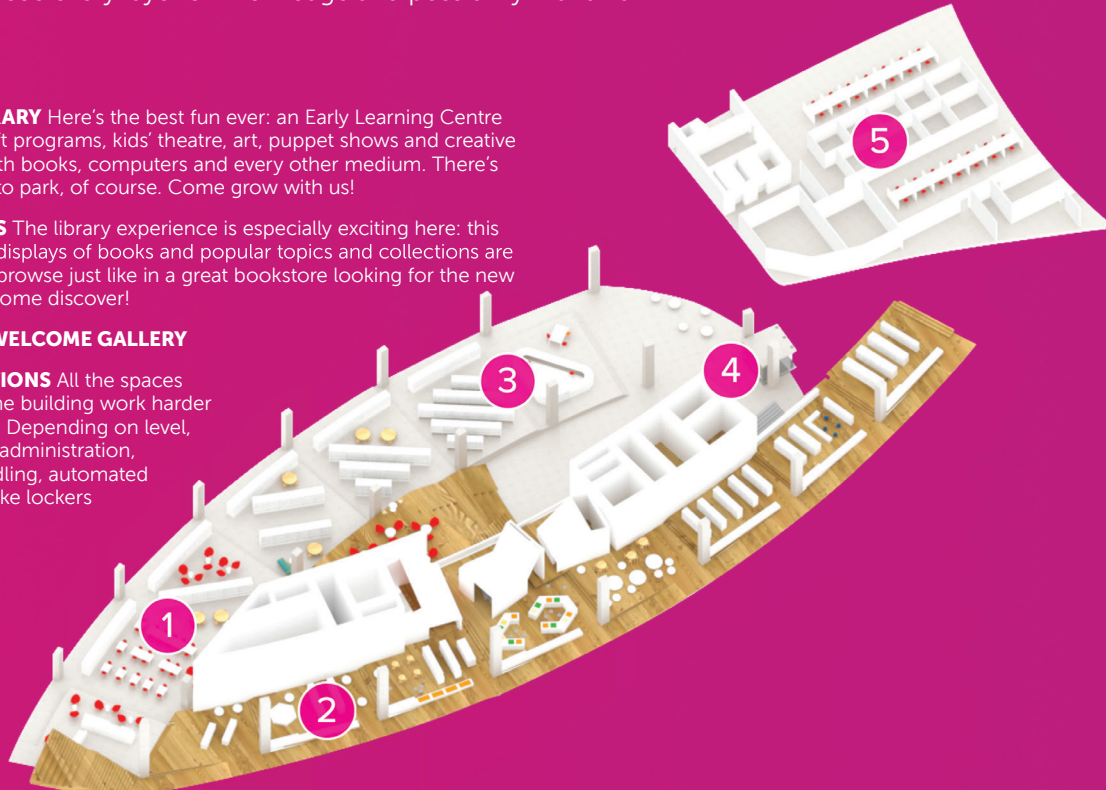 ARY Here's the best fun ever: an Early Learning Centre
t programs, kids' theatre, art, puppet shows and creative
th books, computers and every other medium. There's
to park, of course. Come grow with us!
S The library experience is especially exciting here: this
displays of books and popular topics and collections are
browse just like in a great bookstore looking for the new
ome discover!
WELCOME GALLERY
IONS All the spaces
he building work harder
Depending on level,
administration,
dling, automated
ke lockers
5
3
4
1
2